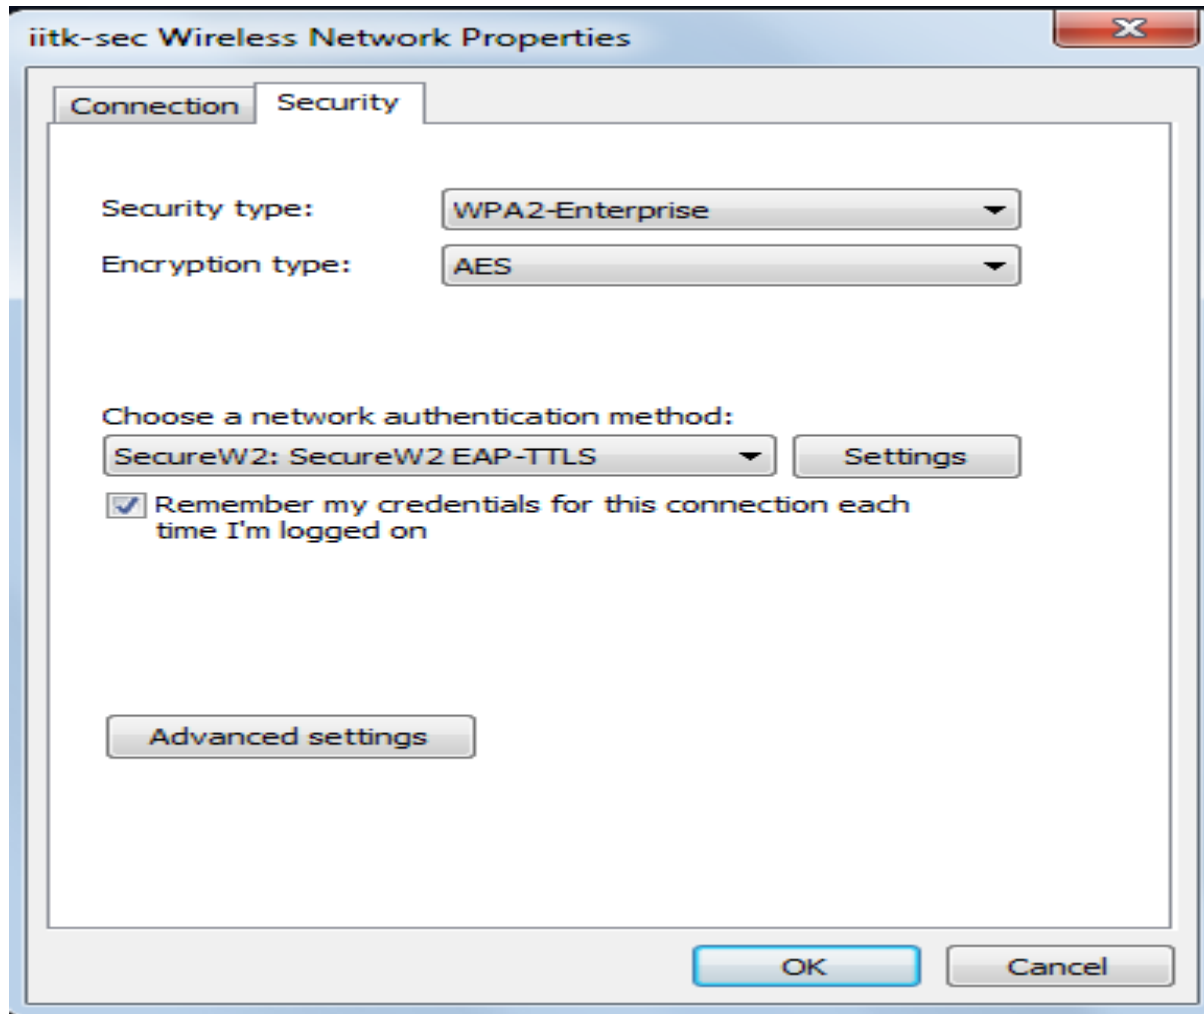 iitk-sec Wireless Network Properties
Connection
Security
Security type:
WPA2-Enterprise
Encryption type:
AES
Choose a network authentication method:
SecureW2: SecureW2 EAP-TTLS
Settings
Remember my credentials for this connection each
time I'm logged on
Advanced settings
OK
Cancel